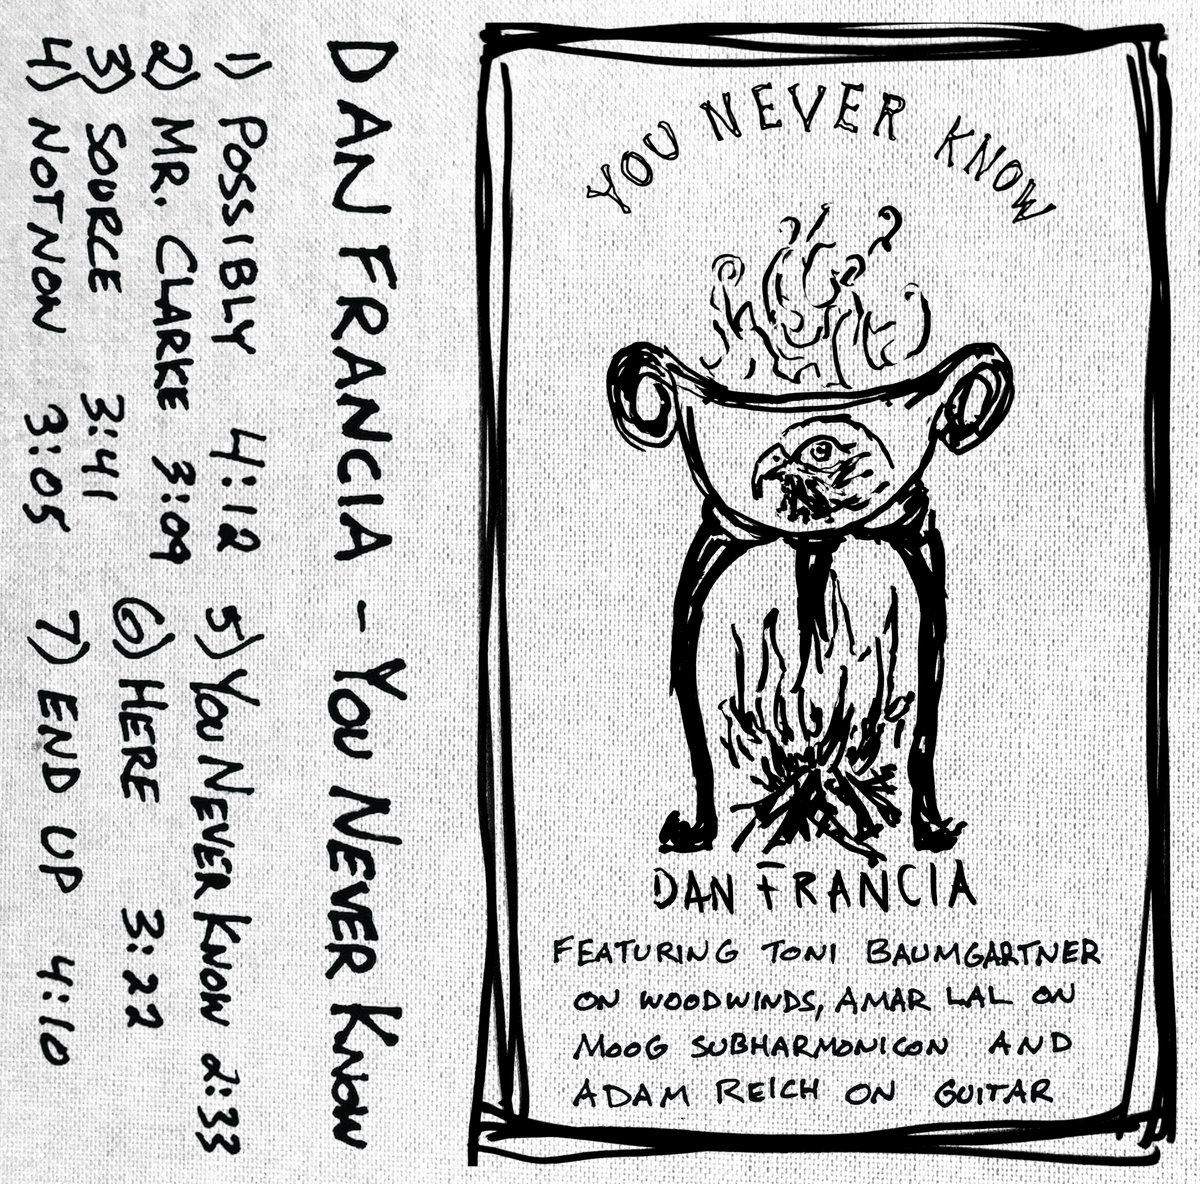 YOU NEVER KNOW
DAN FRANCIA
FEATURING TONI BAUMGARTNER
ON WOODWINDS, AMAR LAL ON
MOOG SUBHARMONICON AND
ADAM REICH ON GUITAR
DAN FRANCIA - YOU NEVER KNOW
1) POSSIBLY 4:12
2) MR. CLARKE 3:09
3) SOURCE 3:41
4) NOT NOW 3:05
5) YOU NEVER KNOW 2:33
6) HERE 3:22
7) END UP 4:10